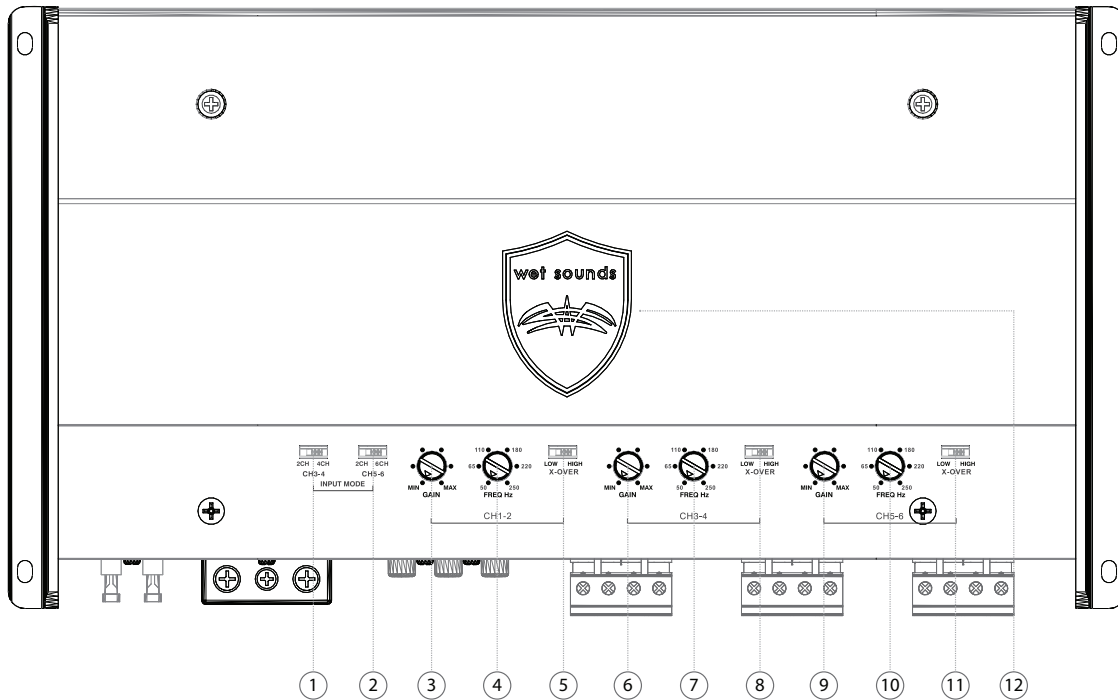 wet sounds
2CH 4CH
CH3-4
2CH 6CH
CH5-6
INPUT MODE
MIN MAX
GAIN
110 180
65 220
50 250
FREQ Hz
LOW HIGH
X-OVER
CH1-2
MIN MAX
GAIN
110 180
65 220
50 250
FREQ Hz
LOW HIGH
X-OVER
CH3-4
MIN MAX
GAIN
110 180
65 220
50 250
FREQ Hz
LOW HIGH
X-OVER
CH5-6
1 2 3 4 5 6 7 8 9 10 11 12